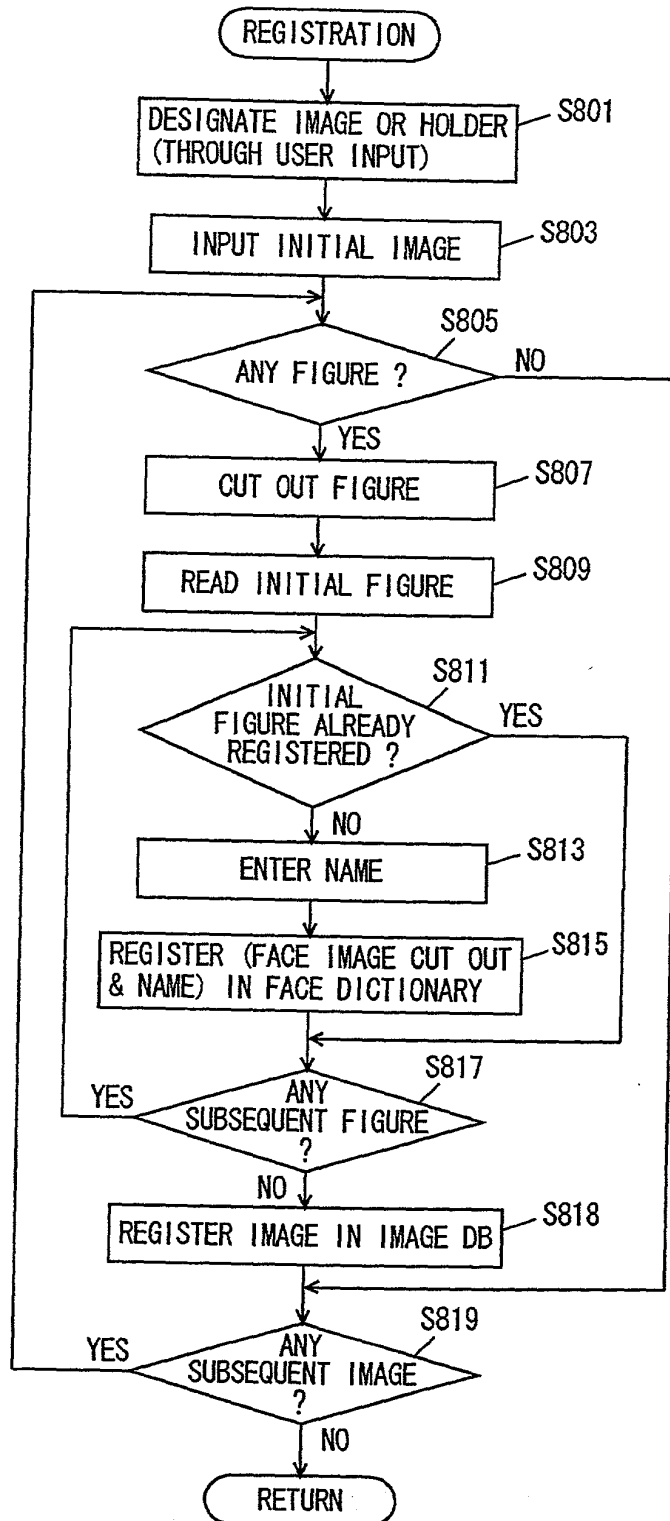 REGISTRATION
S801
DESIGNATE IMAGE OR HOLDER
(THROUGH USER INPUT)
S803
INPUT INITIAL IMAGE
S805
ANY FIGURE ?
NO
YES
S807
CUT OUT FIGURE
S809
READ INITIAL FIGURE
S811
INITIAL
FIGURE ALREADY
REGISTERED ?
YES
NO
S813
ENTER NAME
S815
REGISTER (FACE IMAGE CUT OUT
& NAME) IN FACE DICTIONARY
S817
YES
ANY
SUBSEQUENT FIGURE
?
NO
S818
REGISTER IMAGE IN IMAGE DB
S819
YES
ANY
SUBSEQUENT IMAGE
?
NO
RETURN